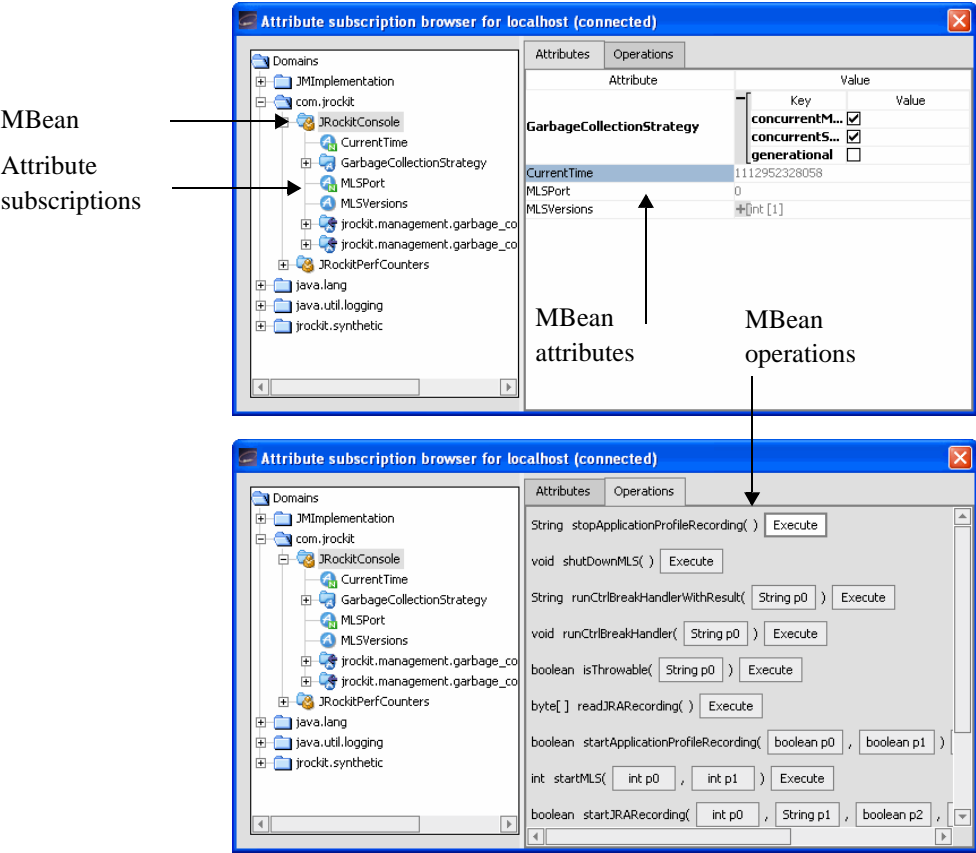 Attribute subscription browser for localhost (connected)
Domains
JMImplementation
com.jrockit
JRockitConsole
CurrentTime
GarbageCollectionStrategy
MLSPort
MLSVersions
jrockit.management.garbage_co
jrockit.management.garbage_co
JRockitPerfCounters
java.lang
java.util.logging
jrockit.synthetic
MBean
Attribute
subscriptions
Attributes Operations
Attribute Value
Key Value
GarbageCollectionStrategy
concurrentM...
concurrentS...
generational
CurrentTime 1112952328058
MLSPort 0
MLSVersions int [1]
MBean
attributes
MBean
operations
Attribute subscription browser for localhost (connected)
Domains
JMImplementation
com.jrockit
JRockitConsole
CurrentTime
GarbageCollectionStrategy
MLSPort
MLSVersions
jrockit.management.garbage_co
jrockit.management.garbage_co
JRockitPerfCounters
java.lang
java.util.logging
jrockit.synthetic
Attributes Operations
String stopApplicationProfileRecording( ) Execute
void shutDownMLS( ) Execute
String runCtrlBreakHandlerWithResult( String p0 ) Execute
void runCtrlBreakHandler( String p0 ) Execute
boolean isThrowable( String p0 ) Execute
byte[ ] readJRARecording( ) Execute
boolean startApplicationProfileRecording( boolean p0 , boolean p1 )
int startMLS( int p0 , int p1 ) Execute
boolean startJRARecording( int p0 , String p1 , boolean p2 ,